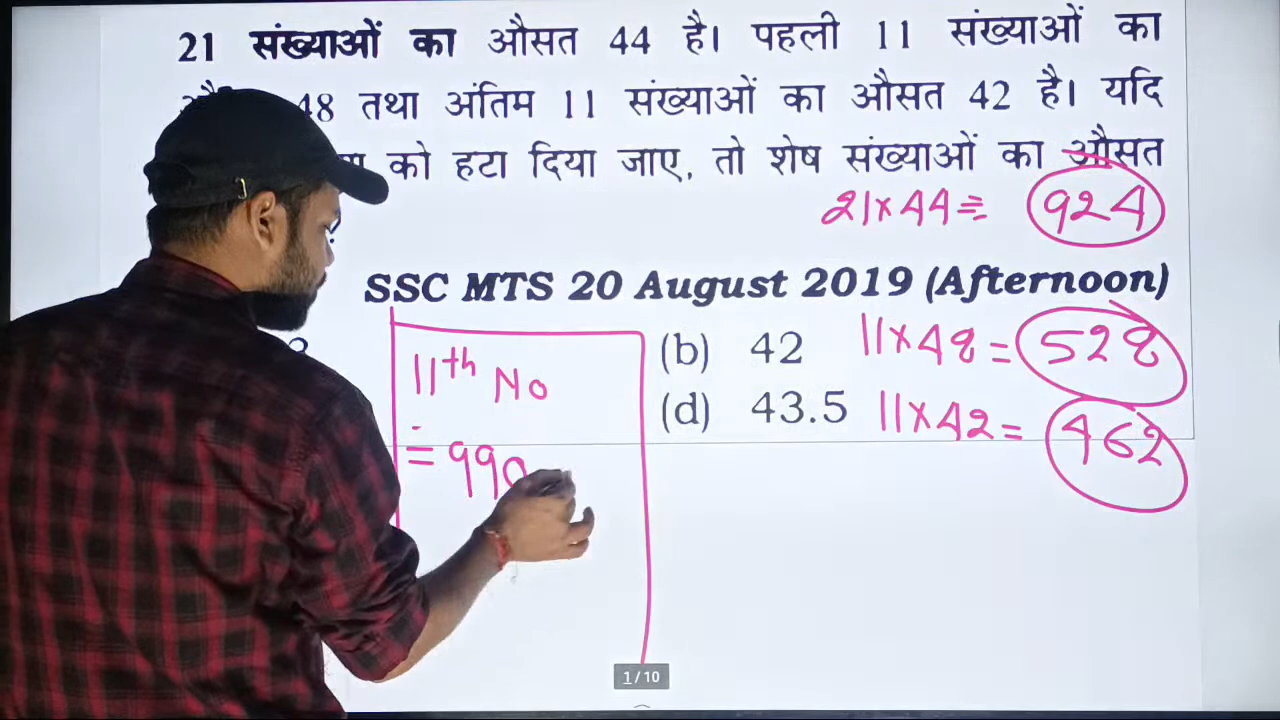 21 संख्याओं का औसत 44 है। पहली 11 संख्याओं का
48 तथा अंतिम 11 संख्याओं का औसत 42 है। यदि
को हटा दिया जाए, तो शेष संख्याओं का औसत
21×44= 924
SSC MTS 20 August 2019 (Afternoon)
(b) 42
11×48 = 528
(d) 43.5
11×42 = 462
11th No
= 990
1/10